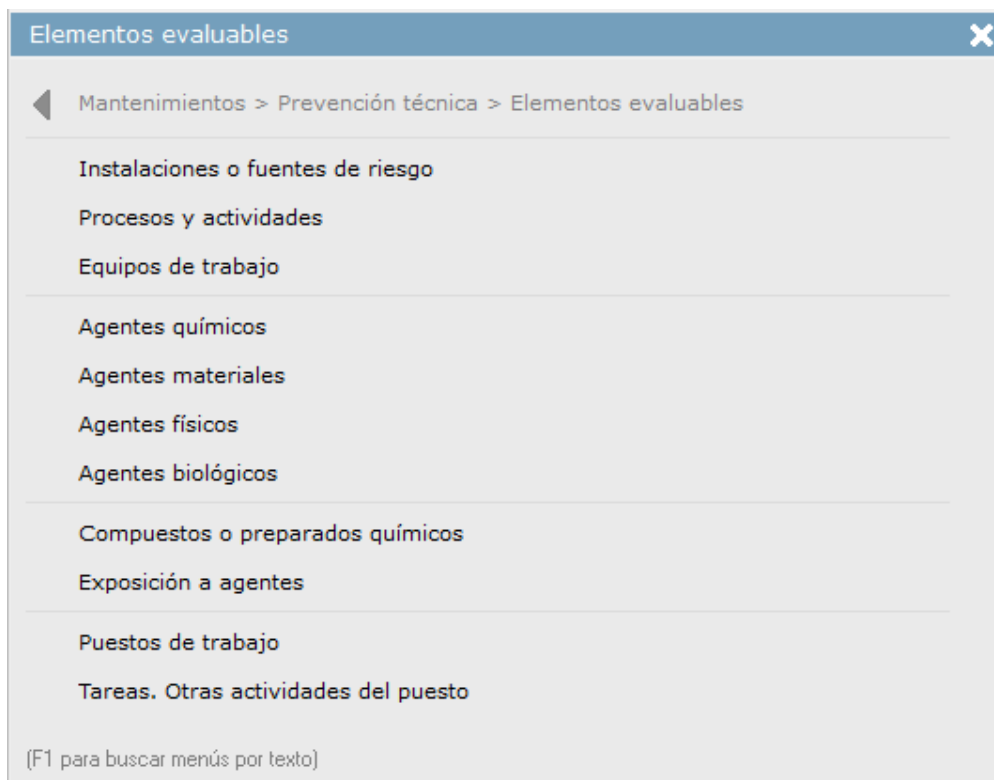 Elementos evaluables
Mantenimientos > Prevención técnica > Elementos evaluables
Instalaciones o fuentes de riesgo
Procesos y actividades
Equipos de trabajo
Agentes químicos
Agentes materiales
Agentes físicos
Agentes biológicos
Compuestos o preparados químicos
Exposición a agentes
Puestos de trabajo
Tareas. Otras actividades del puesto
(F1 para buscar menús por texto)